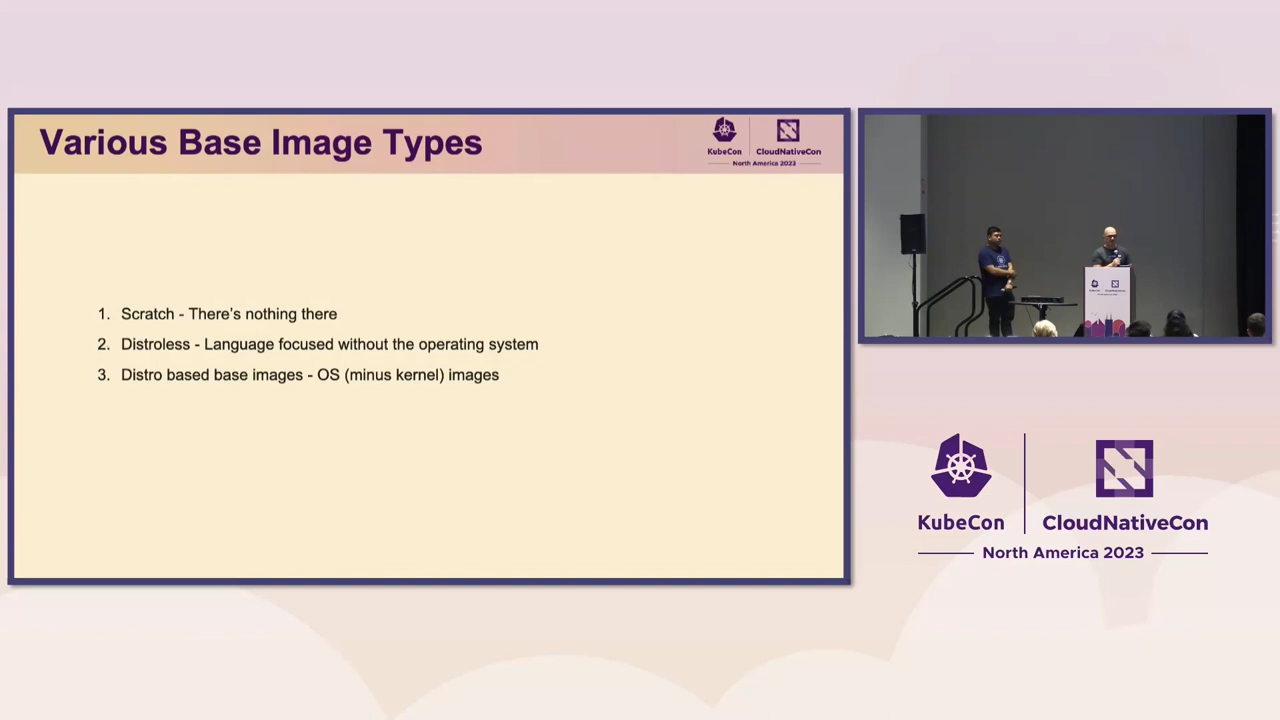 Various Base Image Types
KubeCon
CloudNativeCon
North America 2023
1. Scratch - There's nothing there
2. Distroless - Language focused without the operating system
3. Distro based base images - OS (minus kernel) images
KubeCon
CloudNativeCon
North America 2023